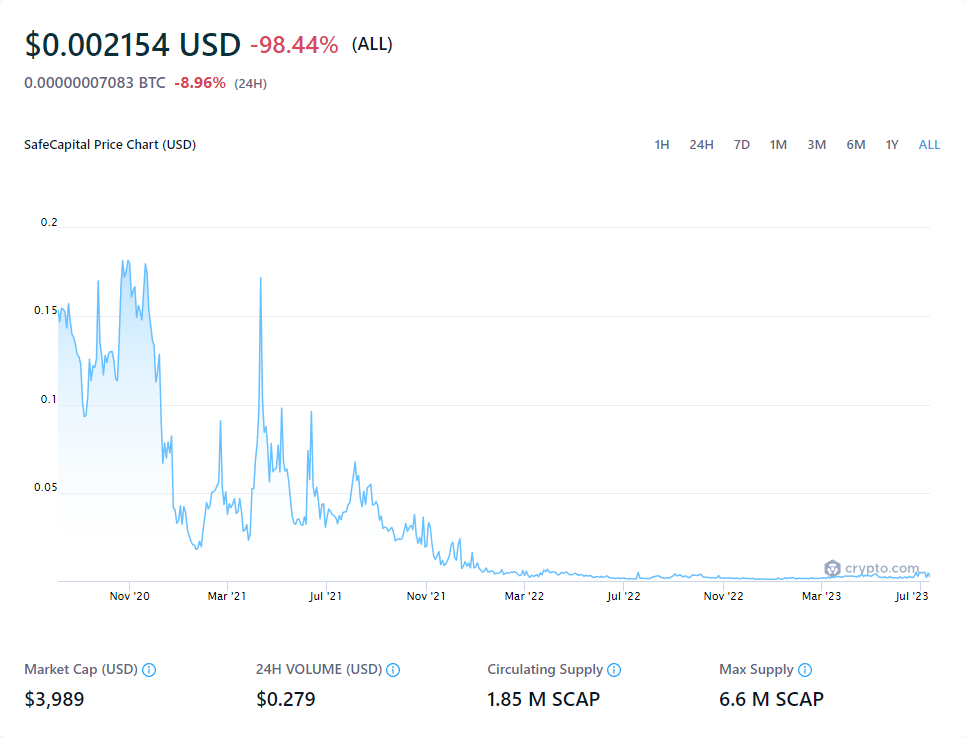 $0.002154 USD -98.44% (ALL)
0.00000007083 BTC -8.96% (24H)
SafeCapital Price Chart (USD) 1H 24H 7D 1M 3M 6M 1Y ALL
0.2
0.15
0.1
0.05
crypto.com
Nov '20 Mar '21 Jul '21 Nov '21 Mar '22 Jul '22 Nov '22 Mar '23 Jul '23
Market Cap (USD) 24H VOLUME (USD) Circulating Supply Max Supply
$3,989 $0.279 1.85 M SCAP 6.6 M SCAP